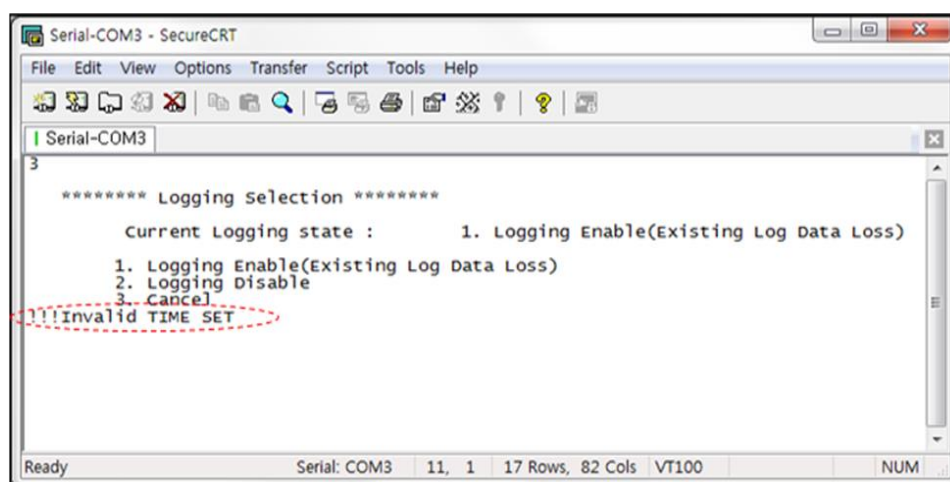 Serial-COM3 - SecureCRT
File Edit View Options Transfer Script Tools Help
Serial-COM3
3
******** Logging Selection ********
Current Logging state : 1. Logging Enable(Existing Log Data Loss)
1. Logging Enable(Existing Log Data Loss)
2. Logging Disable
3. Cancel
!!!Invalid TIME SET
Ready Serial: COM3 11, 1 17 Rows, 82 Cols VT100 NUM